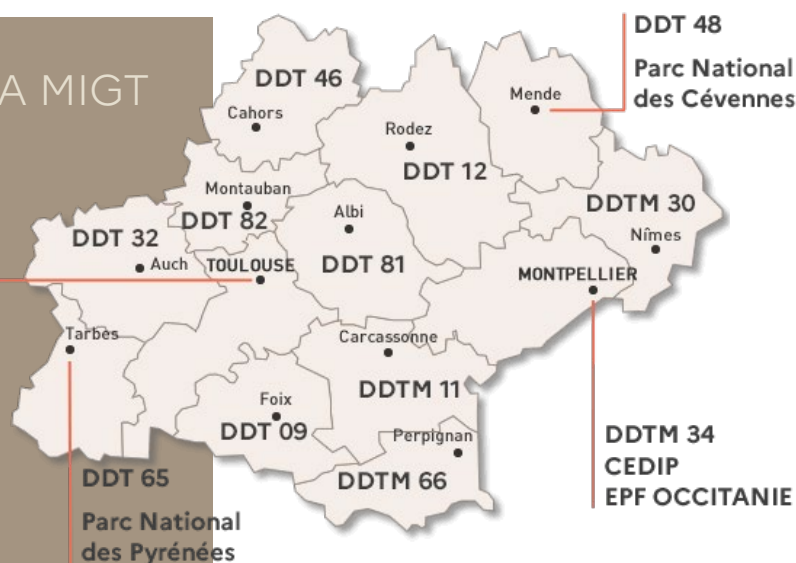 A MIGT
DDT 48
Parc National
des Cévennes
DDT 46
Cahors
Mende
Rodez
DDT 12
Montauban
DDT 82
Albi
DDTM 30
Nîmes
DDT 32
Auch
TOULOUSE
DDT 81
MONTPELLIER
Tarbes
Carcassonne
DDTM 11
Foix
DDT 09
Perpignan
DDTM 66
DDTM 34
CEDIP
EPF OCCITANIE
DDT 65
Parc National
des Pyrénées